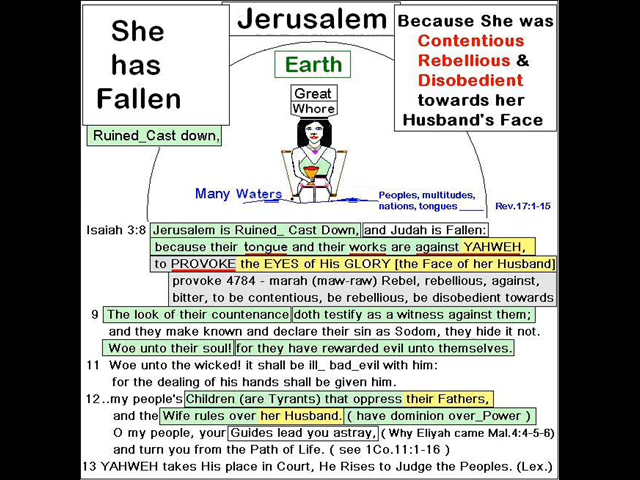 She
has
Fallen
Jerusalem
Because She was
Contentious
Rebellious &
Disobedient
towards her
Husband's Face
Earth
Great
Whore
Ruined_Cast down,
Many Waters
Peoples, multitudes,
nations, tongues ____ Rev.17:1-15
Isaiah 3:8 Jerusalem is Ruined_ Cast Down, and Judah is Fallen:
because their tongue and their works are against YAHWEH,
to PROVOKE the EYES of His GLORY [the Face of her Husband]
provoke 4784 - marah (maw-raw) Rebel, rebellious, against,
bitter, to be contentious, be rebellious, be disobedient towards
9 The look of their countenance doth testify as a witness against them;
and they make known and declare their sin as Sodom, they hide it not.
Woe unto their soul! for they have rewarded evil unto themselves.
11 Woe unto the wicked! it shall be ill_ bad_evil with him:
for the dealing of his hands shall be given him.
12..my people's Children (are Tyrants) that oppress their Fathers,
and the Wife rules over her Husband. ( have dominion over_Power )
O my people, your Guides lead you astray, ( Why Eliyah came Mal.4:4-5-6)
and turn you from the Path of Life. ( see 1Co.11:1-16 )
13 YAHWEH takes His place in Court, He Rises to Judge the Peoples. (Lex.)